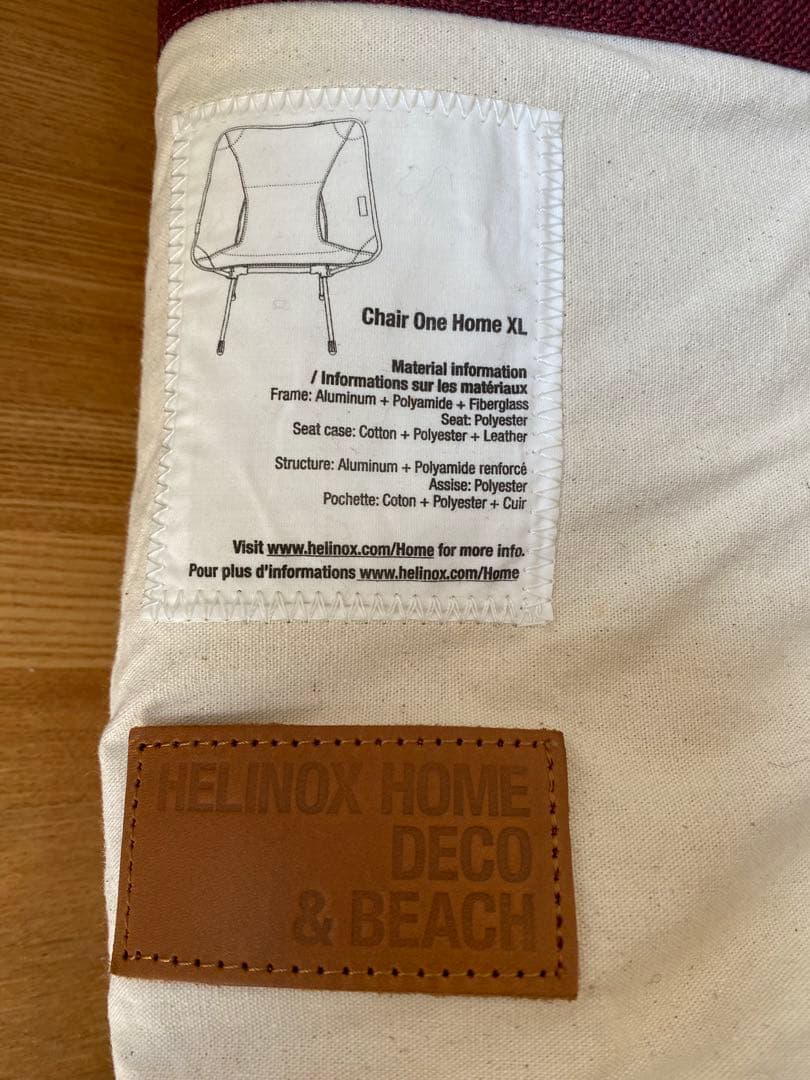 Chair One Home XL
Material information
/ Informations sur les matériaux
Frame: Aluminum + Polyamide + Fiberglass
Seat: Polyester
Seat case: Cotton + Polyester + Leather
Structure: Aluminum + Polyamide renforcé
Assise: Polyester
Pochette: Coton + Polyester + Cuir
Visit www.helinox.com/Home for more info.
Pour plus d'informations www.helinox.com/Home
HELINOX HOME
DECO
& BEACH